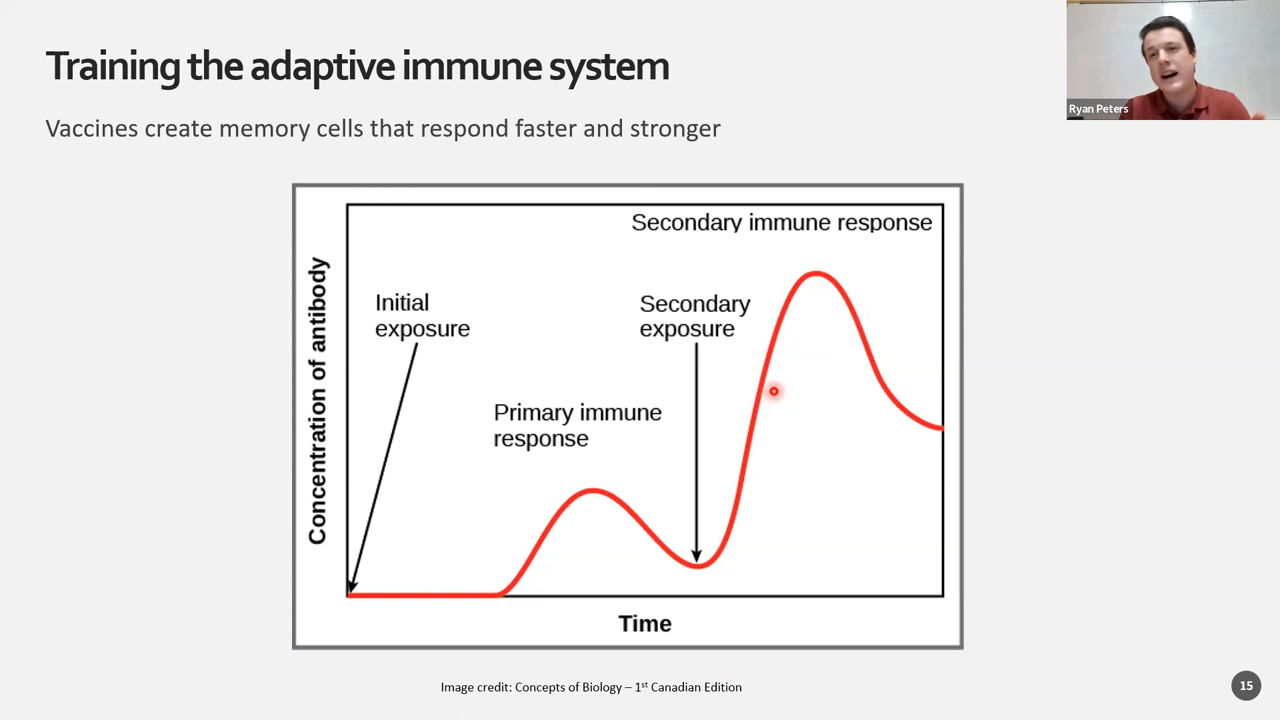 Training the adaptive immune system
Ryan Peters
Vaccines create memory cells that respond faster and stronger
Secondary immune response
Initial
exposure
Secondary
exposure
Primary immune
response
Concentration of antibody
Time
Image credit: Concepts of Biology – 1st Canadian Edition
15